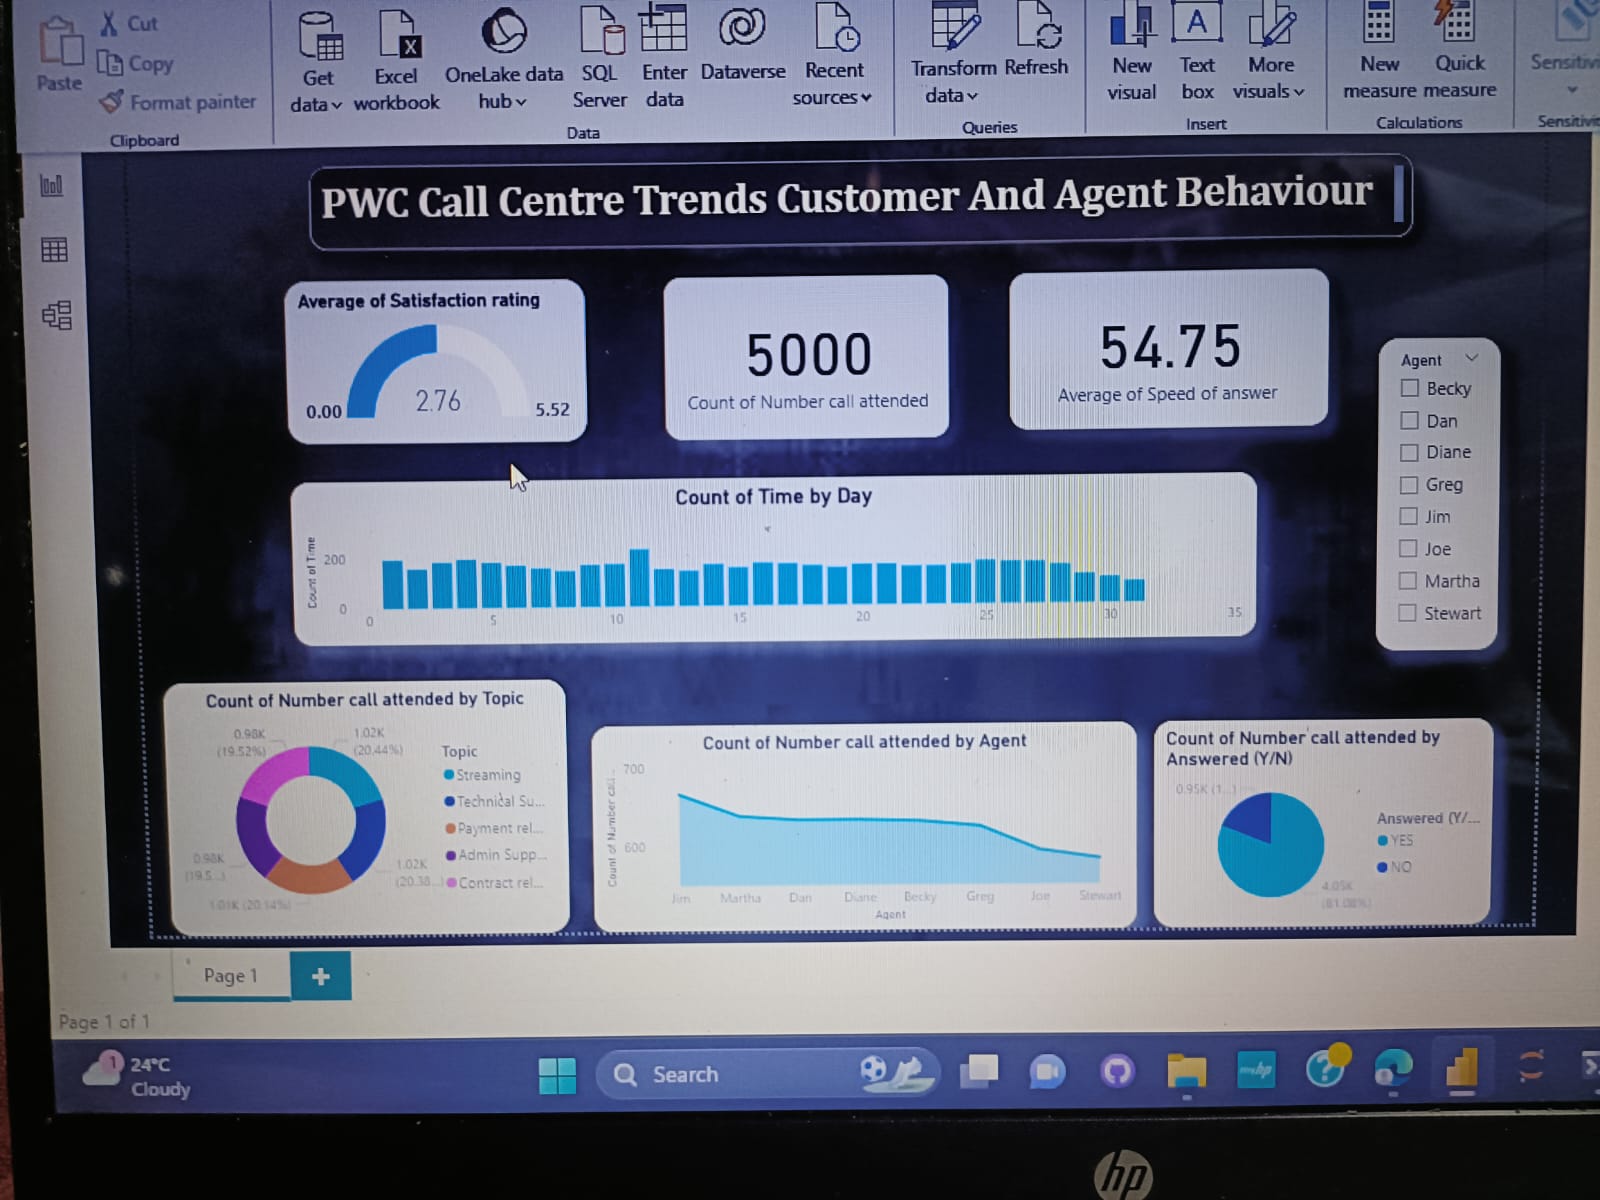 Cut
Copy
Format painter
Paste
Clipboard
Get data
Excel workbook
OneLake data hub
SQL Server
Enter data
Dataverse
Recent sources
Data
Transform data
Refresh
Queries
New visual
Text box
More visuals
Insert
New measure
Quick measure
Calculations
PWC Call Centre Trends Customer And Agent Behaviour
Average of Satisfaction rating
0.00
2.76
5.52
5000
Count of Number call attended
54.75
Average of Speed of answer
Agent
Becky
Dan
Diane
Greg
Jim
Joe
Martha
Stewart
Count of Time by Day
Count of Time
200
0
0 5 10 15 20 25 30 35
Count of Number call attended by Topic
0.98K
(19.52%)
1.02K
(20.44%)
0.98K
(19.5...)
1.02K
(20.38...)
1.01K (20.14%)
Topic
Streaming
Technical Su...
Payment rel...
Admin Supp...
Contract rel...
Count of Number call attended by Agent
Count of Number call...
700
600
Jim Martha Dan Diane Becky Greg Joe Stewart
Agent
Count of Number call attended by
Answered (Y/N)
0.95K (1...)
4.05K
(81.08%)
Answered (Y/...
YES
NO
Page 1
+
Page 1 of 1
1
24°C
Cloudy
Search
myhp
hp